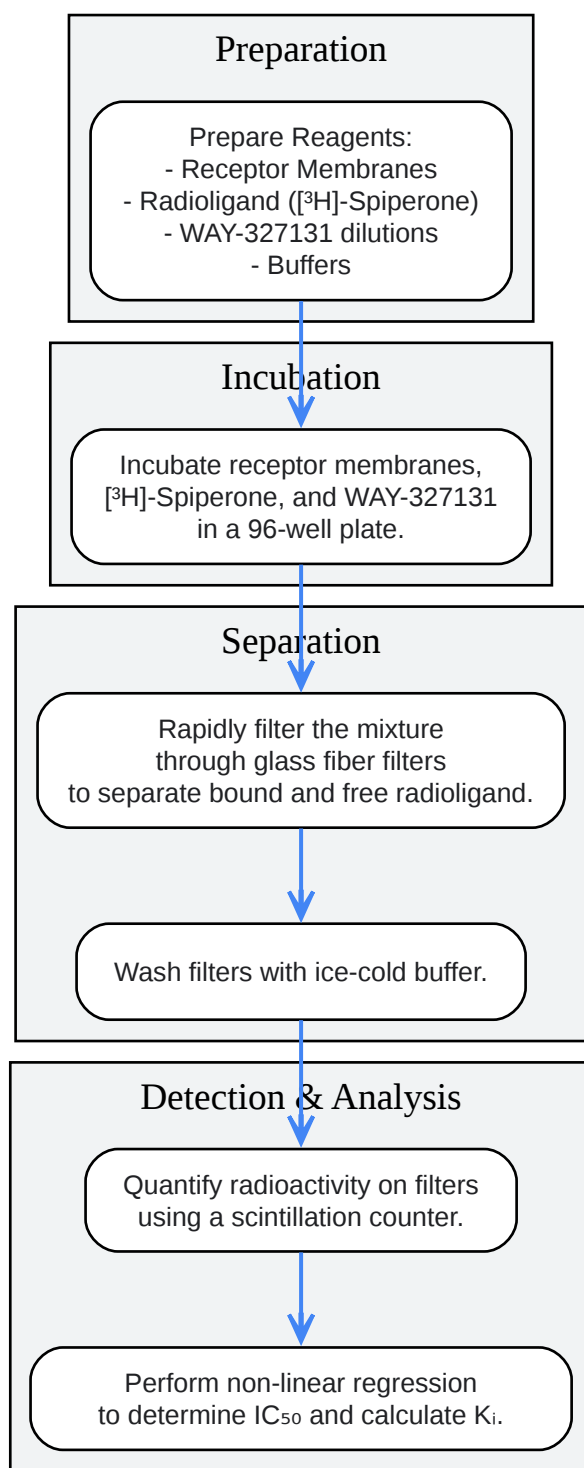 Preparation
Prepare Reagents:
- Receptor Membranes
- Radioligand ([³H]-Spiperone)
- WAY-327131 dilutions
- Buffers
Incubation
Incubate receptor membranes,
[³H]-Spiperone, and WAY-327131
in a 96-well plate.
Separation
Rapidly filter the mixture
through glass fiber filters
to separate bound and free radioligand.
Wash filters with ice-cold buffer.
Detection & Analysis
Quantify radioactivity on filters
using a scintillation counter.
Perform non-linear regression
to determine IC₅₀ and calculate Kᵢ.